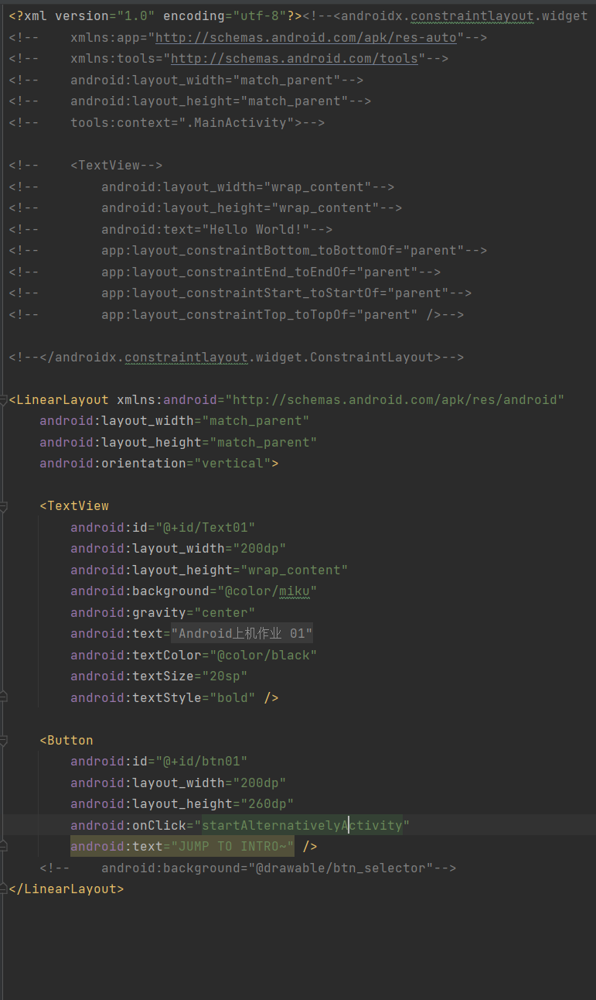 <?xml version="1.0" encoding="utf-8"?><!--<androidx.constraintlayout.widget
<!--    xmlns:app="http://schemas.android.com/apk/res-auto"-->
<!--    xmlns:tools="http://schemas.android.com/tools"-->
<!--    android:layout_width="match_parent"-->
<!--    android:layout_height="match_parent"-->
<!--    tools:context=".MainActivity">-->

<!--    <TextView-->
<!--        android:layout_width="wrap_content"-->
<!--        android:layout_height="wrap_content"-->
<!--        android:text="Hello World!"-->
<!--        app:layout_constraintBottom_toBottomOf="parent"-->
<!--        app:layout_constraintEnd_toEndOf="parent"-->
<!--        app:layout_constraintStart_toStartOf="parent"-->
<!--        app:layout_constraintTop_toTopOf="parent" />-->

<!--</androidx.constraintlayout.widget.ConstraintLayout>-->

<LinearLayout xmlns:android="http://schemas.android.com/apk/res/android"
    android:layout_width="match_parent"
    android:layout_height="match_parent"
    android:orientation="vertical">

    <TextView
        android:id="@+id/Text01"
        android:layout_width="200dp"
        android:layout_height="wrap_content"
        android:background="@color/miku"
        android:gravity="center"
        android:text="Android上机作业 01"
        android:textColor="@color/black"
        android:textSize="20sp"
        android:textStyle="bold" />

    <Button
        android:id="@+id/btn01"
        android:layout_width="200dp"
        android:layout_height="260dp"
        android:onClick="startAlternativelyActivity"
        android:text="JUMP TO INTRO~" />
    <!--    android:background="@drawable/btn_selector"-->
</LinearLayout>